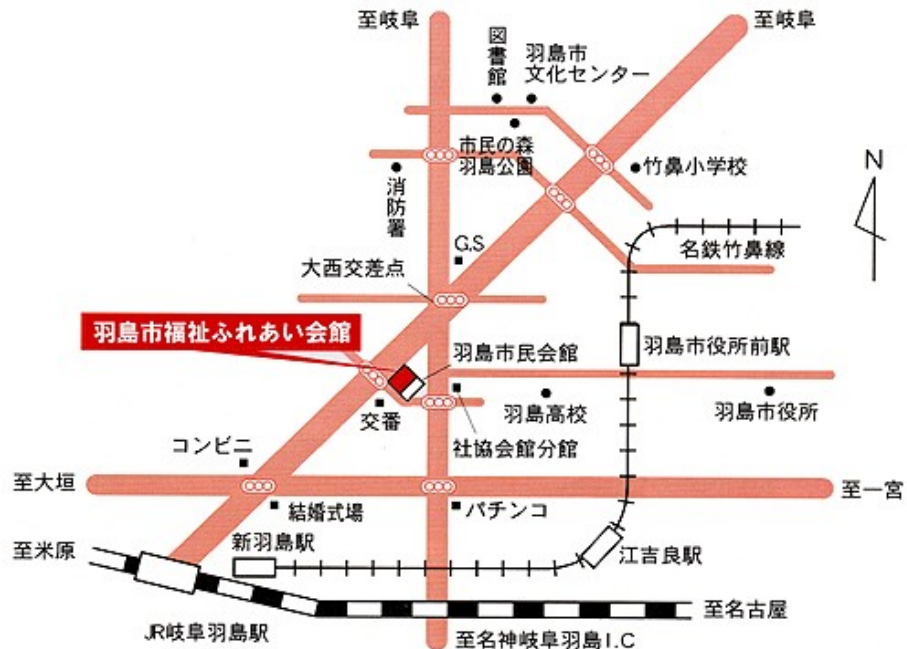 至岐阜
至岐阜
図書館
羽島市
文化センター
市民の森
羽島公園
竹鼻小学校
消防署
N
G.S
名鉄竹鼻線
大西交差点
羽島市福祉ふれあい会館
羽島市民会館
羽島市役所前駅
交番
羽島高校
羽島市役所
コンビニ
社協会館分館
至大垣
至一宮
結婚式場
パチンコ
至米原
新羽島駅
江吉良駅
至名古屋
JR岐阜羽島駅
至名神岐阜羽島I.C